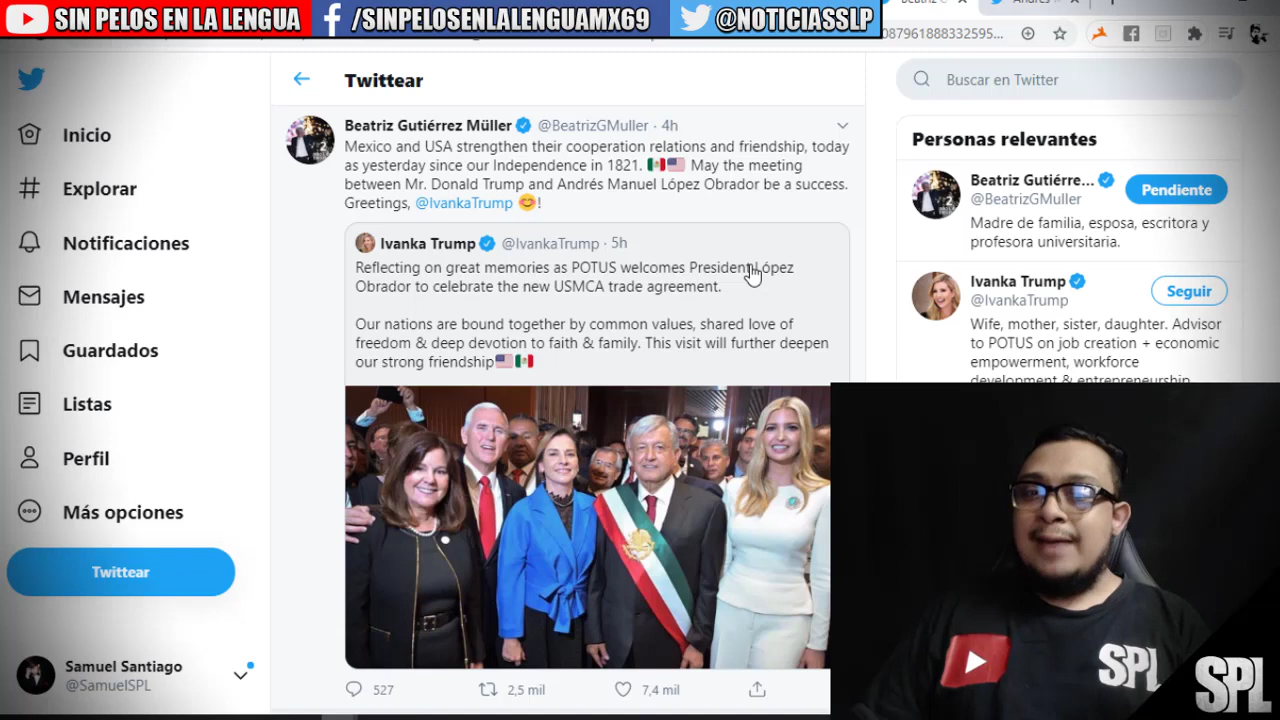 SIN PELOS EN LA LENGUA
/SINPELOSENLALENGUAMX69
@NOTICIASSLP
087961888332595...
Twittear
Buscar en Twitter
Inicio
Explorar
Notificaciones
Mensajes
Guardados
Listas
Perfil
Más opciones
Twittear
Samuel Santiago
@SamuelSPL
Beatriz Gutiérrez Müller @BeatrizGMuller · 4h
Mexico and USA strengthen their cooperation relations and friendship, today
as yesterday since our Independence in 1821. 🇲🇽🇺🇸 May the meeting
between Mr. Donald Trump and Andrés Manuel López Obrador be a success.
Greetings, @IvankaTrump 😊!
Ivanka Trump @IvankaTrump · 5h
Reflecting on great memories as POTUS welcomes President López
Obrador to celebrate the new USMCA trade agreement.
Our nations are bound together by common values, shared love of
freedom & deep devotion to faith & family. This visit will further deepen
our strong friendship🇺🇸🇲🇽
527
2,5 mil
7,4 mil
Personas relevantes
Beatriz Gutiérre...
@BeatrizGMuller
Pendiente
Madre de familia, esposa, escritora y
profesora universitaria.
Ivanka Trump
@IvankaTrump
Seguir
Wife, mother, sister, daughter. Advisor
to POTUS on job creation + economic
empowerment, workforce
development & entrepreneurship
SPL
SPL